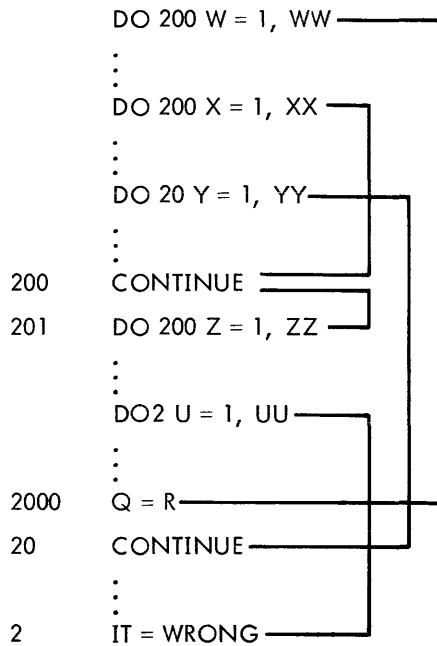 DO 200 W = 1, WW
DO 200 X = 1, XX
DO 20 Y = 1, YY
200 CONTINUE
201 DO 200 Z = 1, ZZ
DO2 U = 1, UU
2000 Q = R
20 CONTINUE
2 IT = WRONG